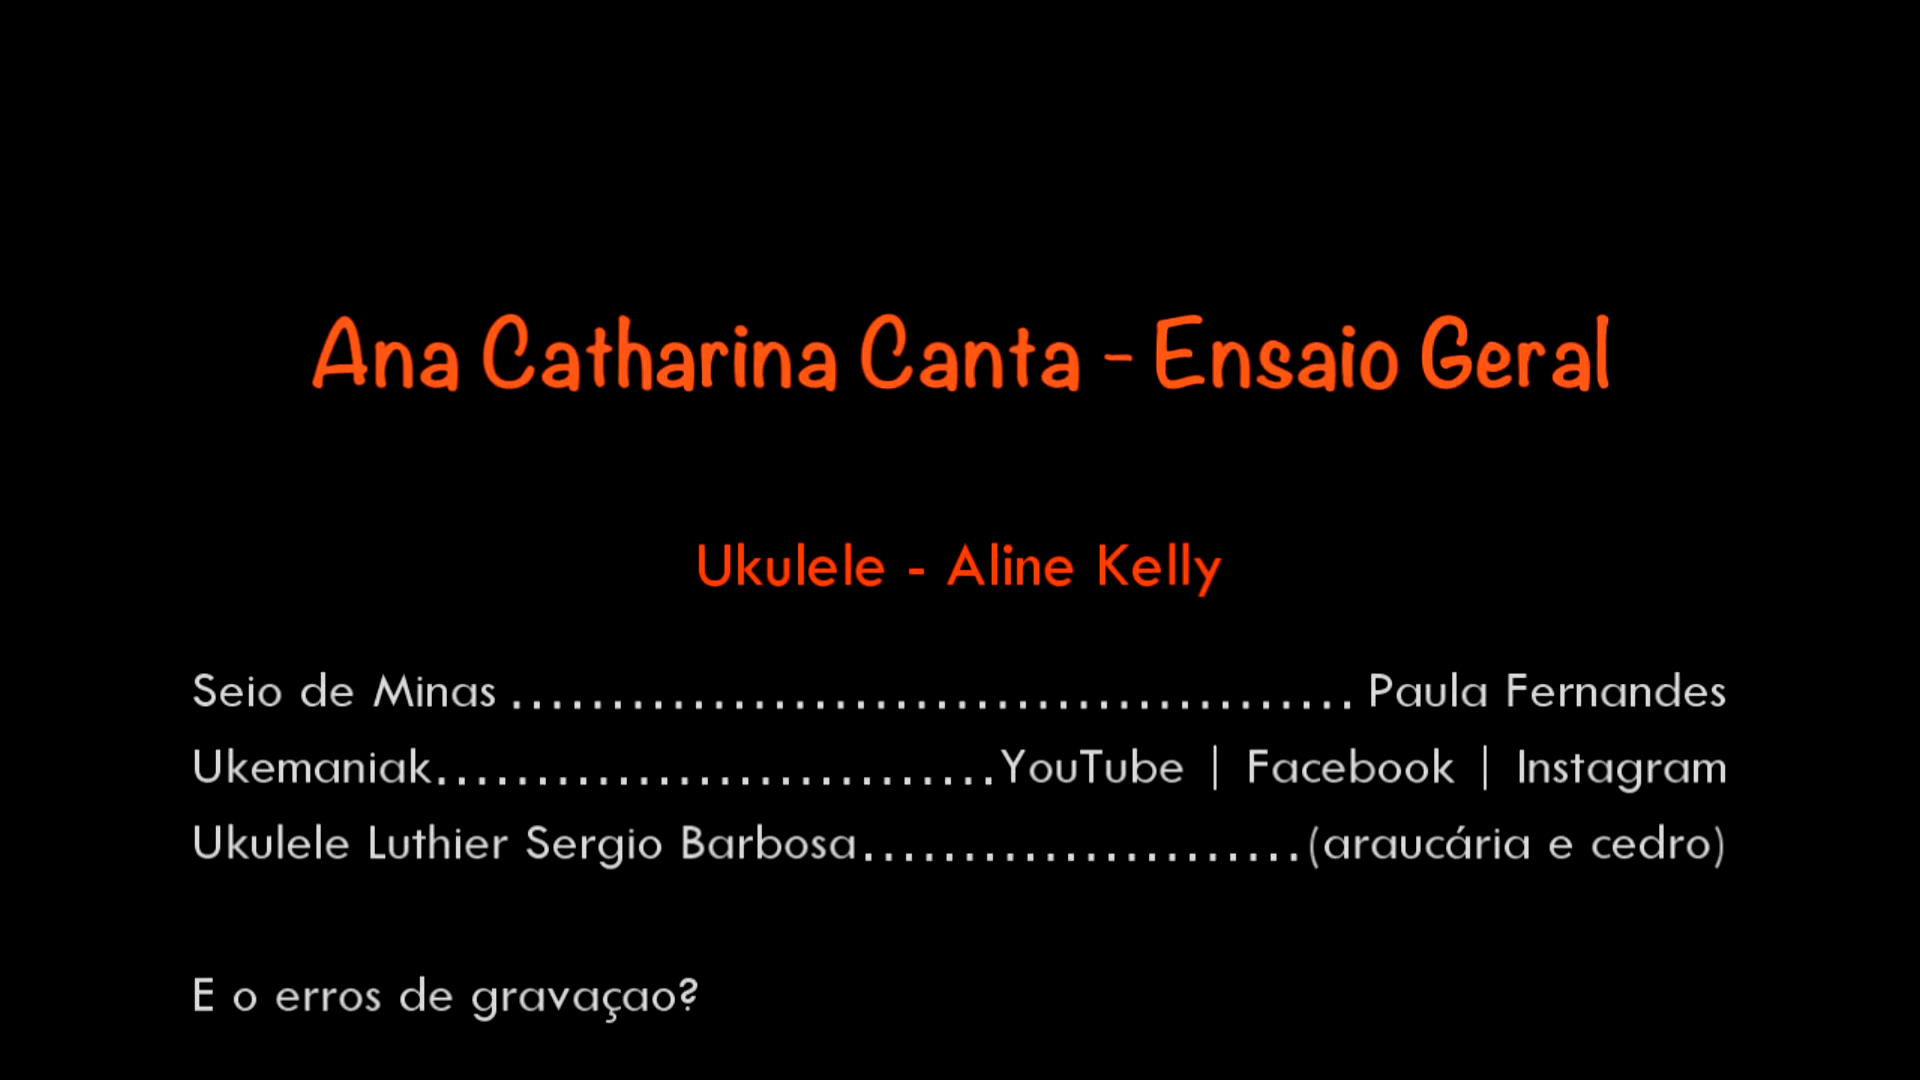 Ana Catharina Canta - Ensaio Geral
Ukulele - Aline Kelly
Seio de Minas .......................................... Paula Fernandes
Ukemaniak............................YouTube | Facebook | Instagram
Ukulele Luthier Sergio Barbosa......................(araucária e cedro)
E o erros de gravaçao?